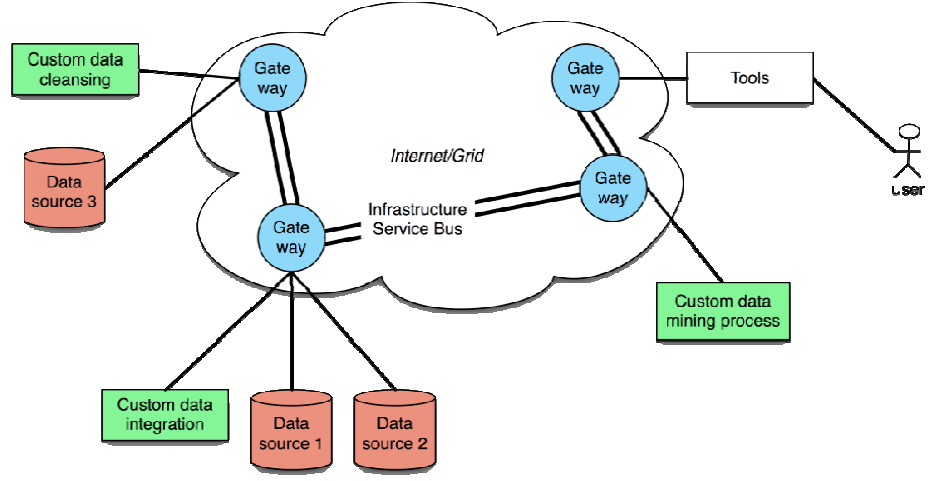 Custom data
cleansing
Gate
way
Gate
way
Tools
Data
source 3
Internet/Grid
Gate
way
User
Infrastructure
Service Bus
Gate
way
Custom data
mining process
Custom data
integration
Data
source 1
Data
source 2